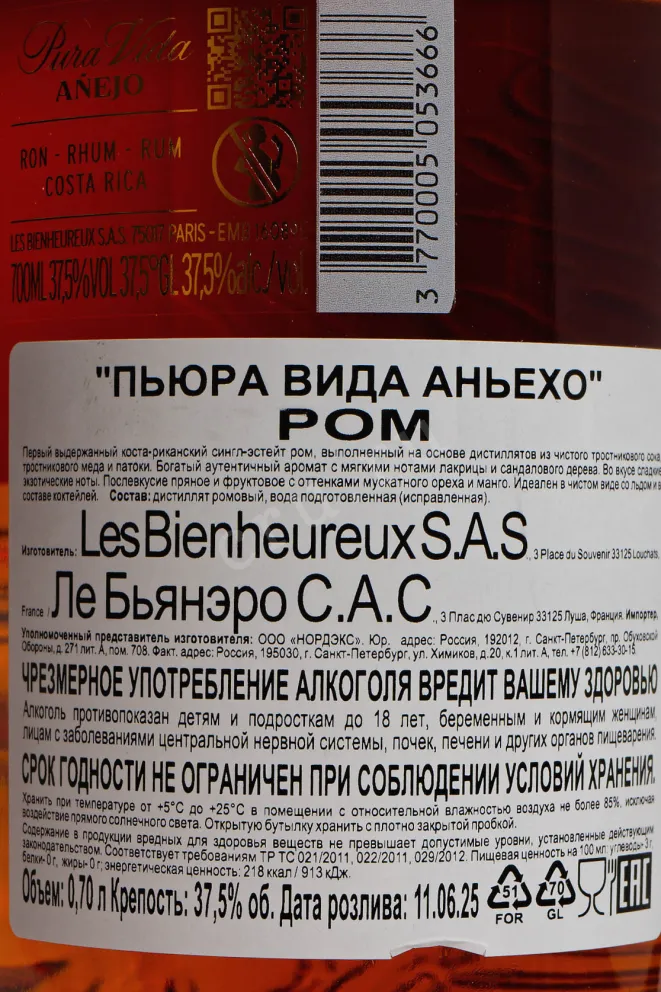 Pura Vida
AÑEJO
RON - RHUM - RUM
COSTA RICA
LES BIENHEUREUX S.A.S. 75017 PARIS - EMB
700ML 37,5%VOL 37,5°GL 37,5%alc./vol.
3 770005 053666
"ПЬЮРА ВИДА АНЬЕХО"
РОМ
Первый выдержанный коста-риканский сингл-эстейт ром, выполненный на основе дистиллятов из чистого тростникового сока,
тростникового меда и патоки. Богатый аутентичный аромат с мягкими нотами лакрицы и сандалового дерева. Во вкусе сладкие
экзотические ноты. Послевкусие пряное и фруктовое с оттенками мускатного ореха и манго. Идеален в чистом виде со льдом и в
составе коктейлей. Состав: дистиллят ромовый, вода подготовленная (исправленная).
Изготовитель: Les Bienheureux S.A.S., 3 Place du Souvenir 33125 Louchats,
France / Ле Бьянэро С.А.С., 3 Плас дю Сувенир 33125 Луша, Франция. Импортер,
Уполномоченный представитель изготовителя: ООО «НОРДЭКС». Юр. адрес: Россия, 192012, г. Санкт-Петербург, пр. Обуховской
Обороны, д. 271 лит. А, пом. 708. Факт. адрес: Россия, 195030, г. Санкт-Петербург, ул. Химиков, д.20, к.1 лит. А, тел. +7 (812) 633-30-15.
ЧРЕЗМЕРНОЕ УПОТРЕБЛЕНИЕ АЛКОГОЛЯ ВРЕДИТ ВАШЕМУ ЗДОРОВЬЮ
Алкоголь противопоказан детям и подросткам до 18 лет, беременным и кормящим женщинам,
лицам с заболеваниями центральной нервной системы, почек, печени и других органов пищеварения.
СРОК ГОДНОСТИ НЕ ОГРАНИЧЕН ПРИ СОБЛЮДЕНИИ УСЛОВИЙ ХРАНЕНИЯ.
Хранить при температуре от +5°С до +25°С в помещении с относительной влажностью воздуха не более 85%, исключая
воздействие прямого солнечного света. Открытую бутылку хранить с плотно закрытой пробкой.
Содержание в продукции вредных для здоровья веществ не превышает допустимые уровни, установленные действующим
законодательством. Соответствует требованиям ТР ТС 021/2011, 022/2011, 029/2012. Пищевая ценность на 100 мл: углеводы- 3 г,
белки- 0 г, жиры- 0 г; энергетическая ценность: 218 ккал / 913 кДж.
Объем: 0,70 л Крепость: 37,5% об. Дата розлива: 11.06.25
51
FOR
70
GL
EAC